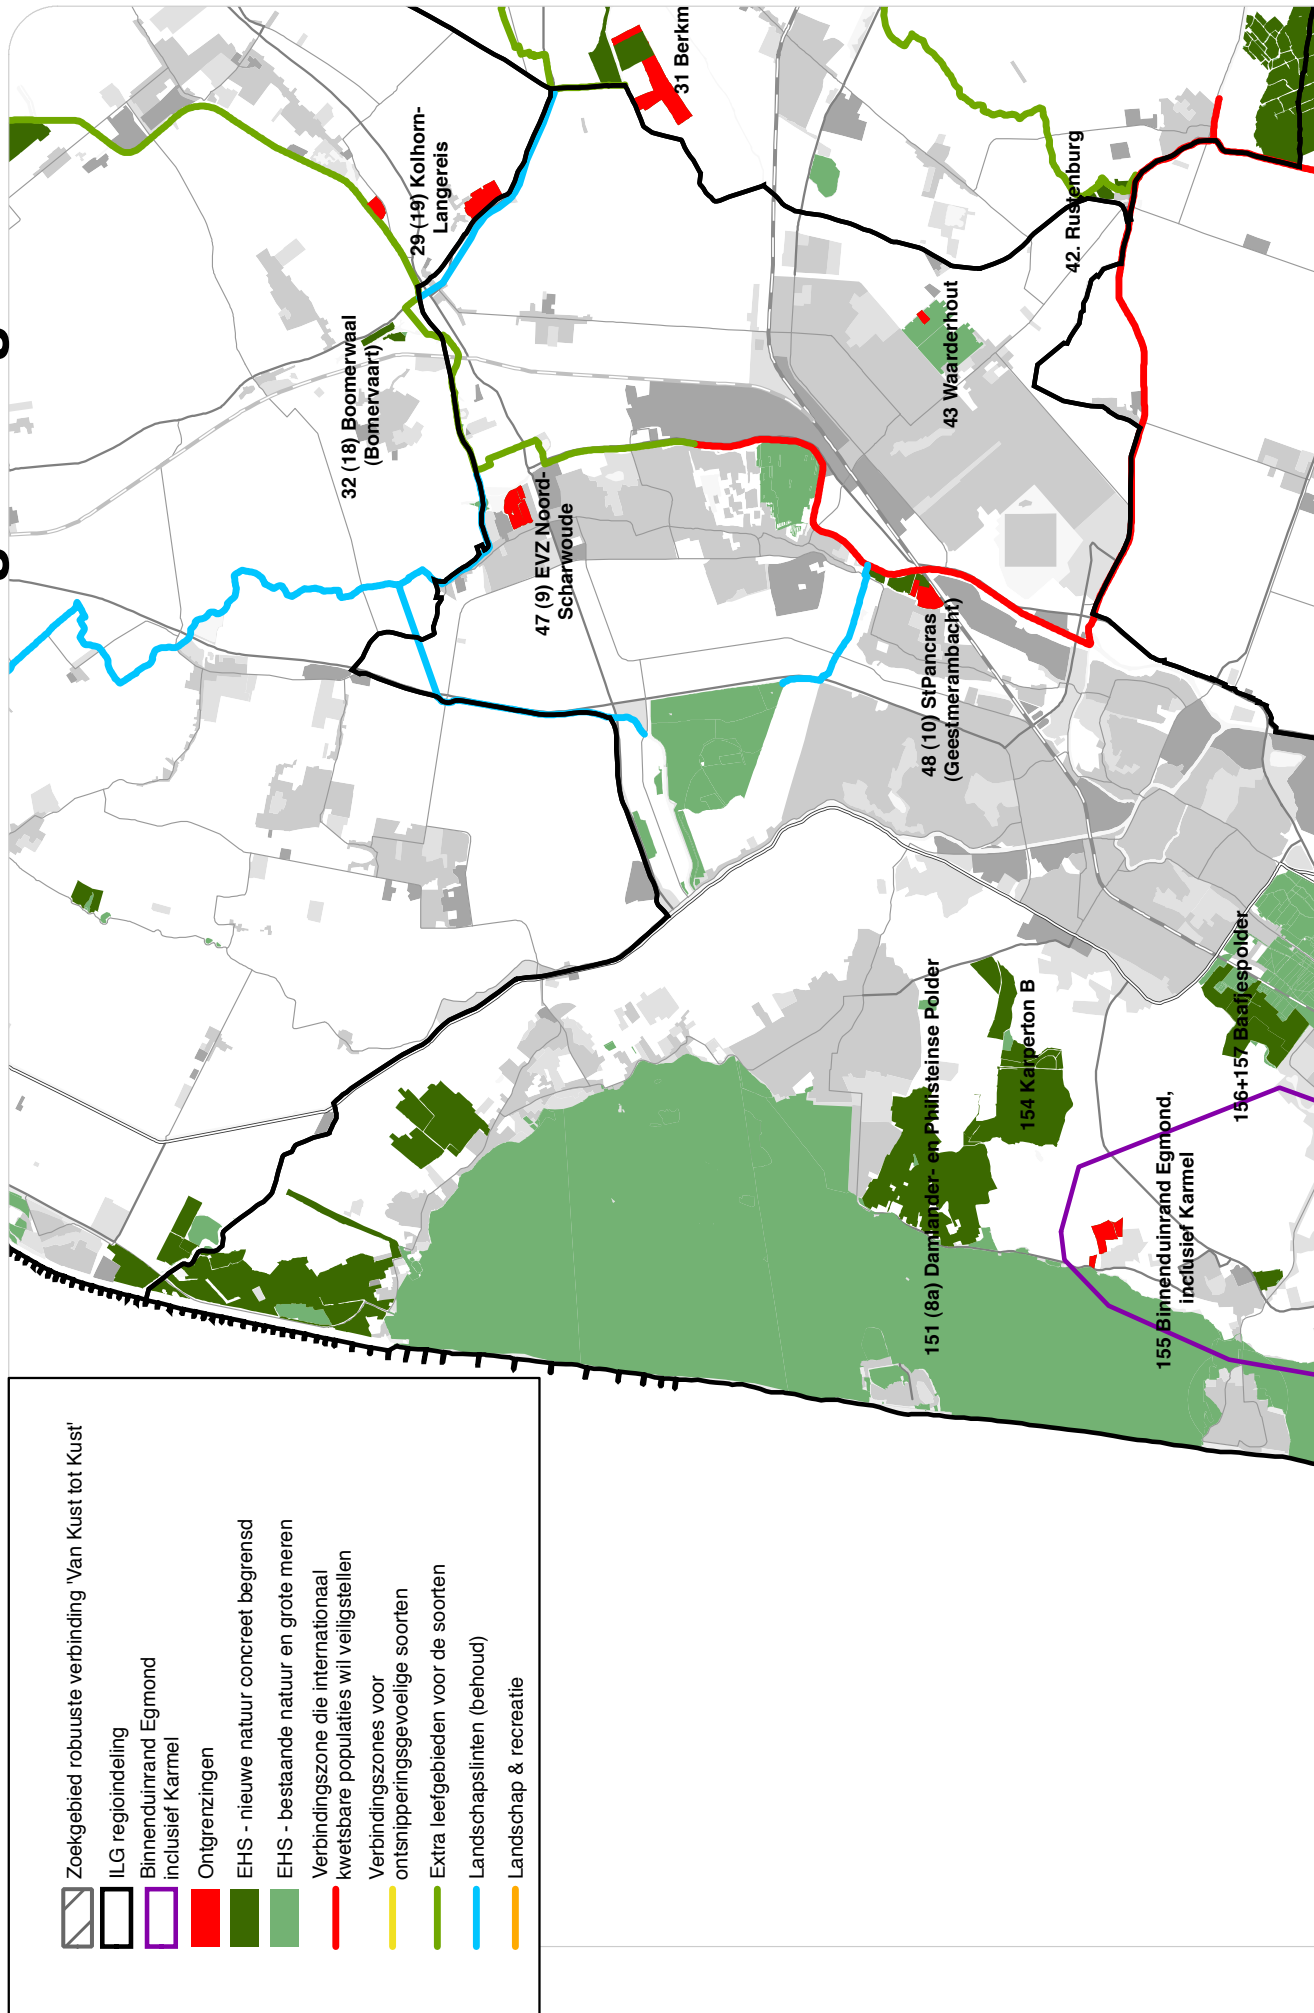 Zoekgebied robuuste verbinding 'Van Kust tot Kust'
ILG regioindeling
Binnenduinrand Egmond
inclusief Karmel
Ontgrenzingen
EHS - nieuwe natuur concreet begrensd
EHS - bestaande natuur en grote meren
Verbindingszone die internationaal
kwetsbare populaties wil veiligstellen
Verbindingszones voor
ontsnipperingsgevoelige soorten
Extra leefgebieden voor de soorten
Landschapslinten (behoud)
Landschap & recreatie
29 (19) Kolhorn-
Langereis
31 Berkm
32 (18) Boomerwaal
(Bomervaart)
47 (9) EVZ Noord-
Scharwoude
42. Rustenburg
43 Waarderhout
48 (10) StPancras
(Geestmerambacht)
151 (8a) Damlander- en Philisteinse Polder
154 Karperton B
155 Binnenduinrand Egmond,
inclusief Karmel
156+157 Baafjespolder